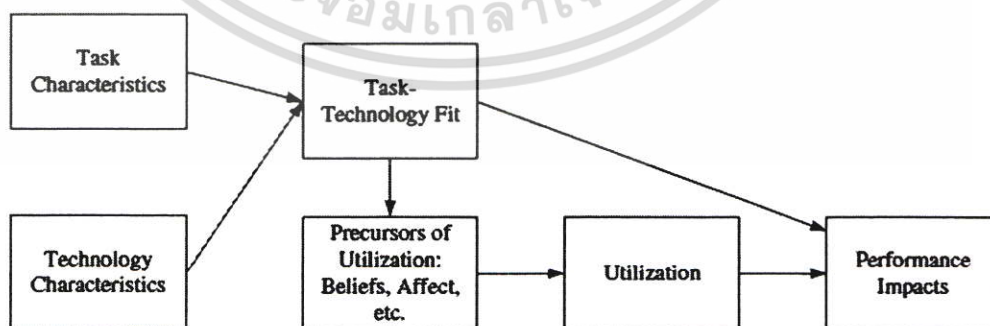 Task
Characteristics
Task-
Technology Fit
Technology
Characteristics
Precursors of
Utilization:
Beliefs, Affect,
etc.
Utilization
Performance
Impacts